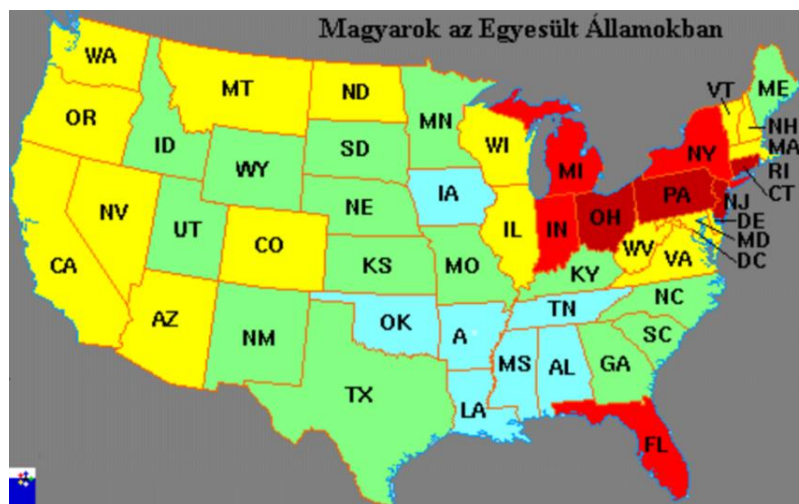 Magyarok az Egyesült Államokban
WA
MT
ND
MN
VT
ME
OR
ID
WY
SD
WI
MI
NY
NH
MA
RI
CT
NV
UT
CO
NE
IA
IL
IN
OH
PA
NJ
DE
MD
DC
CA
AZ
NM
KS
MO
KY
WV
VA
OK
A
TN
NC
SC
TX
LA
MS
AL
GA
FL